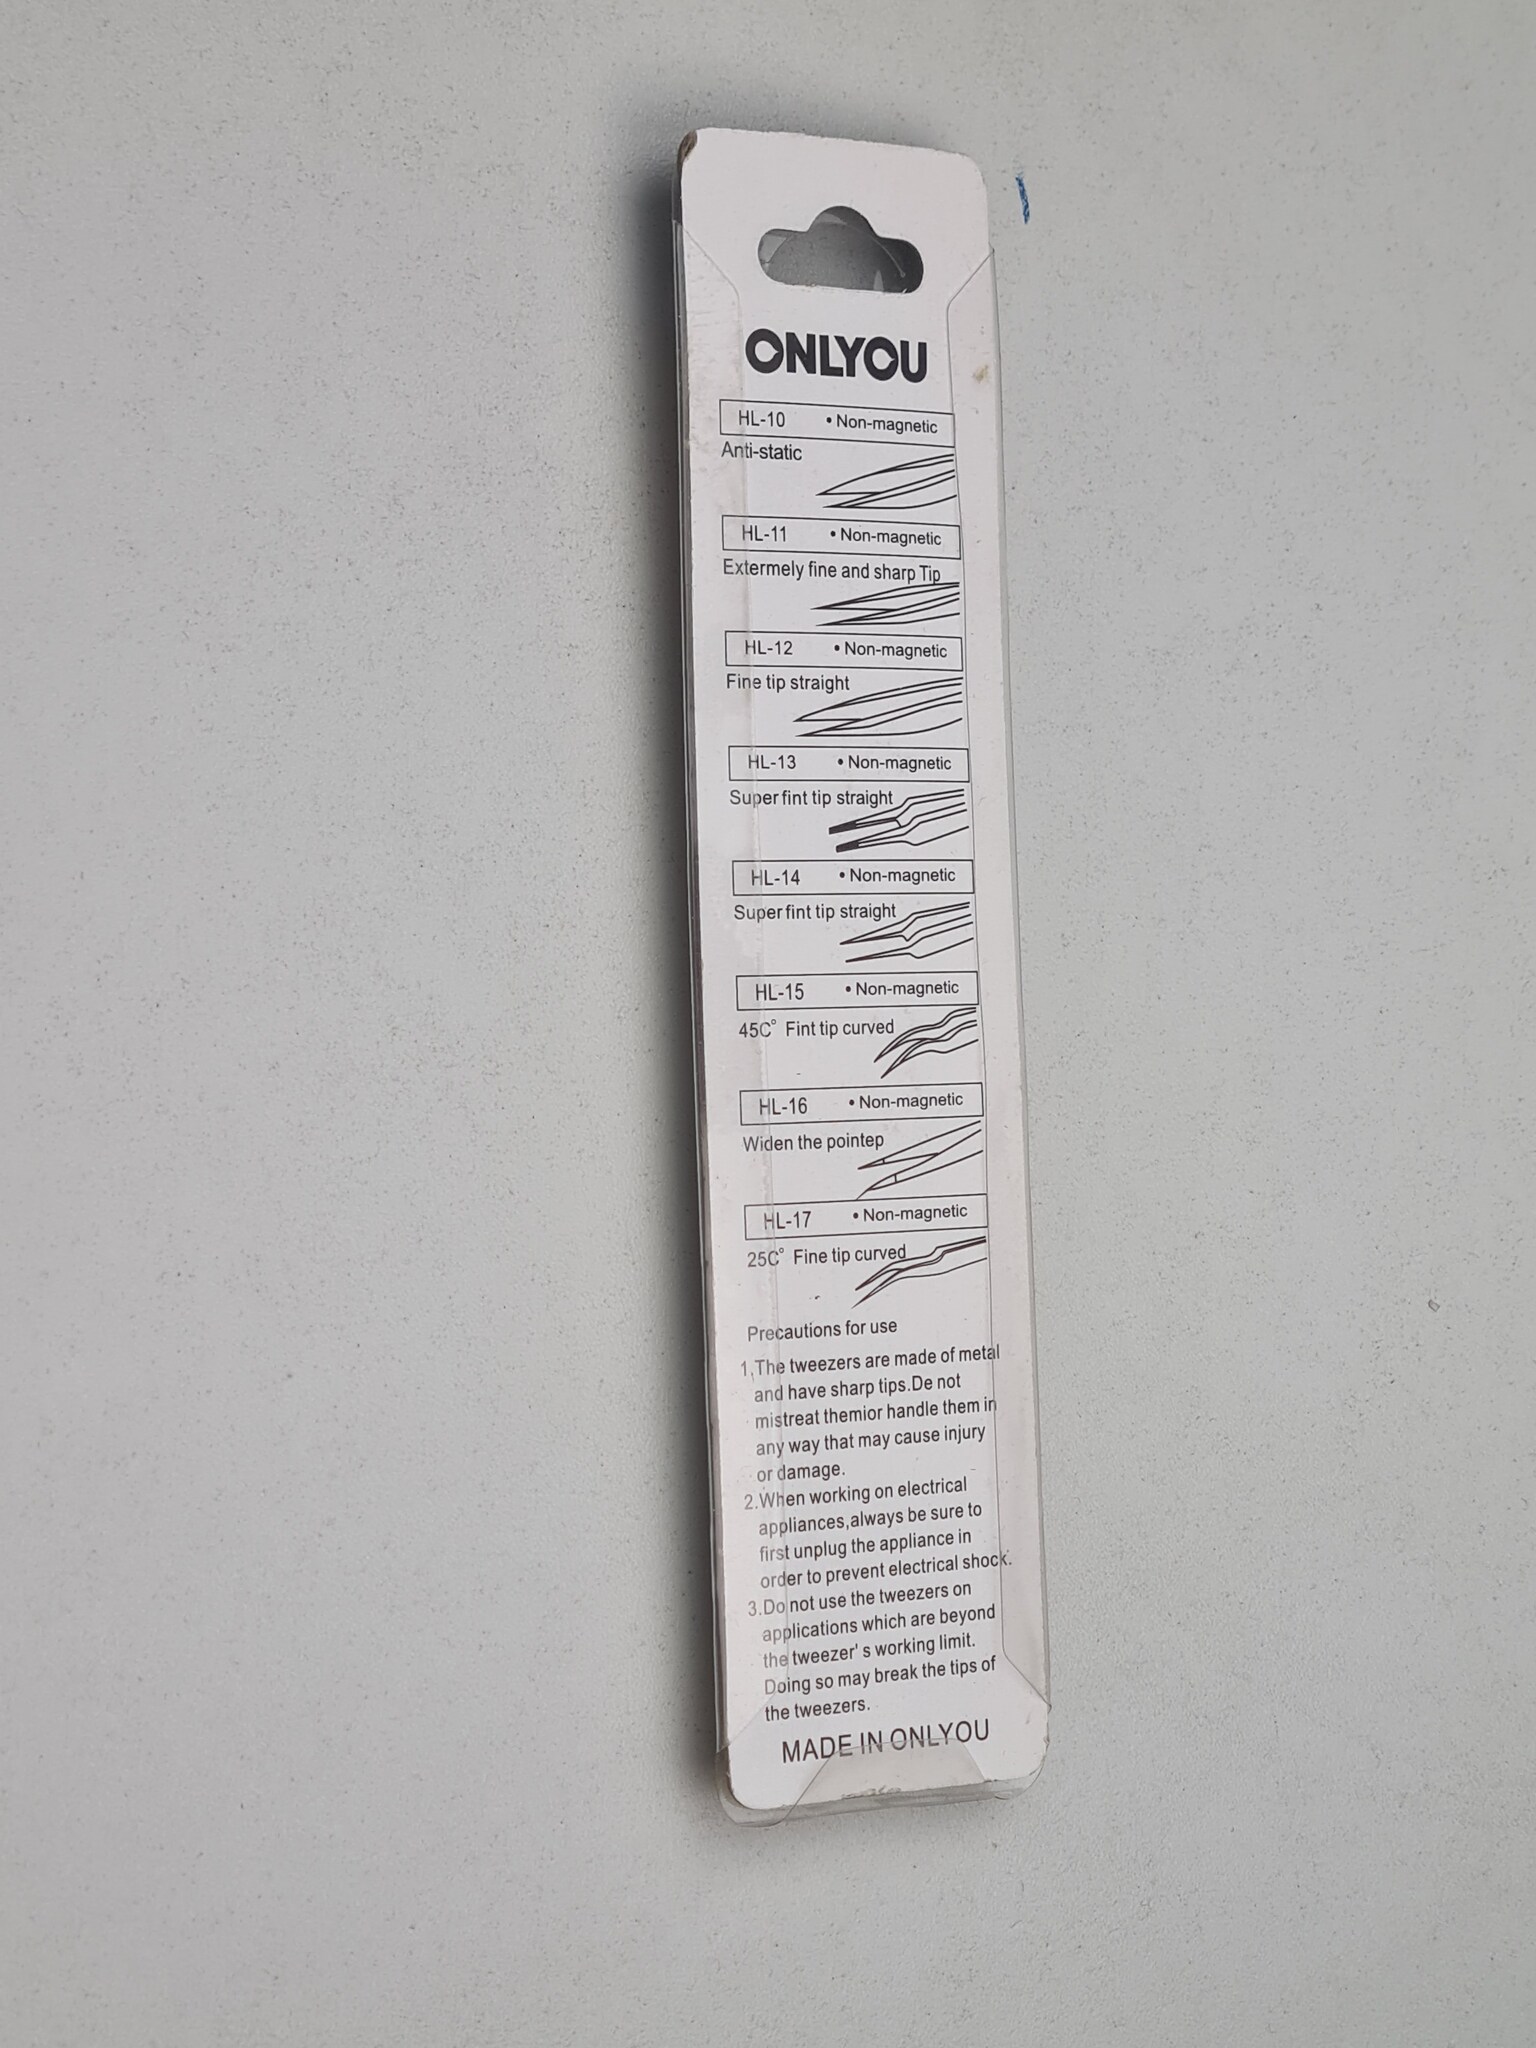 ONLYOU
HL-10 • Non-magnetic
Anti-static
HL-11 • Non-magnetic
Extermely fine and sharp Tip
HL-12 • Non-magnetic
Fine tip straight
HL-13 • Non-magnetic
Super fint tip straight
HL-14 • Non-magnetic
Super fint tip straight
HL-15 • Non-magnetic
45C° Fint tip curved
HL-16 • Non-magnetic
Widen the pointep
HL-17 • Non-magnetic
25C° Fine tip curved
Precautions for use
1.The tweezers are made of metal
and have sharp tips.De not
mistreat themior handle them in
any way that may cause injury
or damage.
2.When working on electrical
appliances,always be sure to
first unplug the appliance in
order to prevent electrical shock.
3.Do not use the tweezers on
applications which are beyond
the tweezer's working limit.
Doing so may break the tips of
the tweezers.
MADE IN ONLYOU